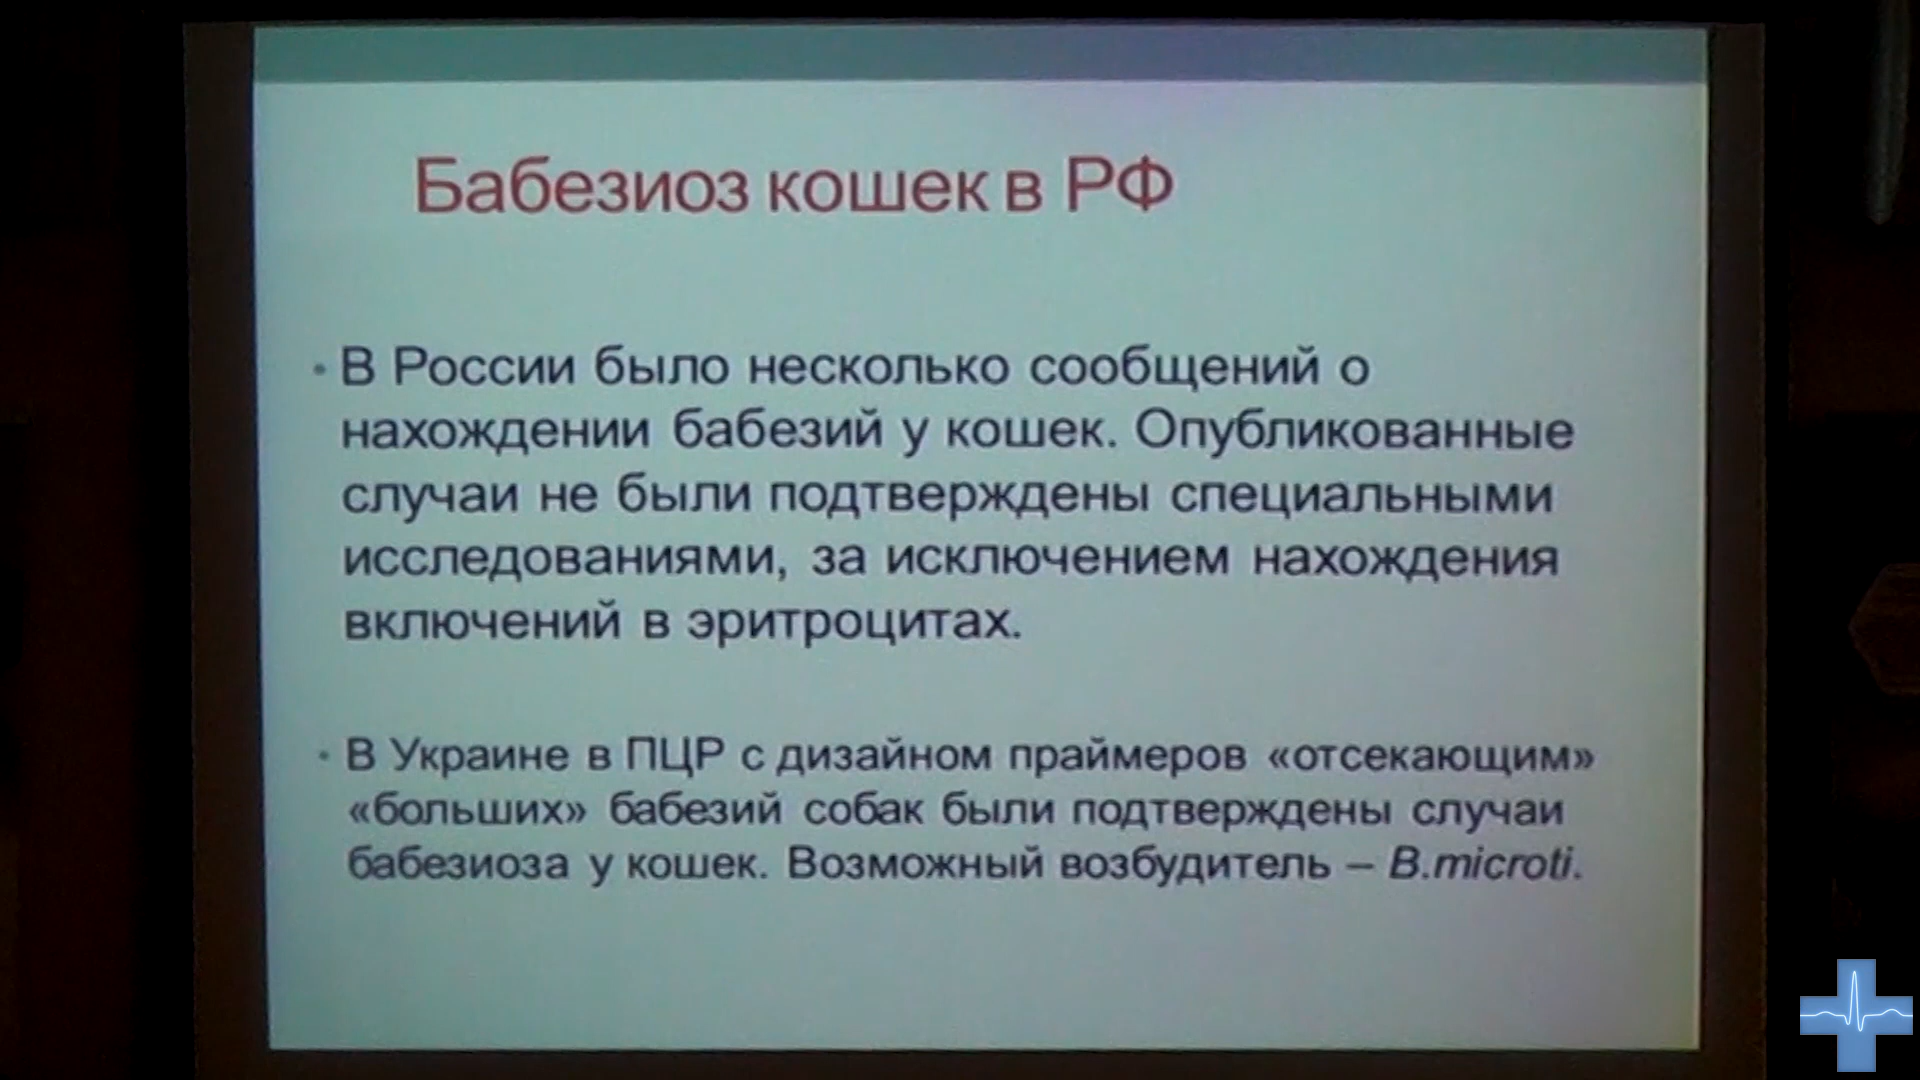 Бабезиоз кошек в РФ
• В России было несколько сообщений о
нахождении бабезий у кошек. Опубликованные
случаи не были подтверждены специальными
исследованиями, за исключением нахождения
включений в эритроцитах.
• В Украине в ПЦР с дизайном праймеров «отсекающим»
«больших» бабезий собак были подтверждены случаи
бабезиоза у кошек. Возможный возбудитель – B.microti.